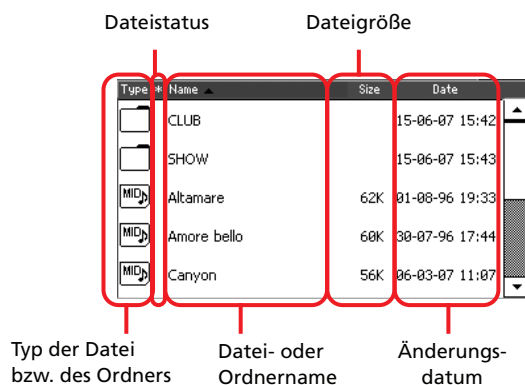 Dateistatus Dateigröße
Type * Name Size Date
CLUB 15-06-07 15:42
SHOW 15-06-07 15:43
MID Altamare 62K 01-08-96 19:33
MID Amore bello 60K 30-07-96 17:44
MID Canyon 56K 06-03-07 11:07
Typ der Datei Datei- oder Änderungs-
bzw. des Ordners Ordnername datum